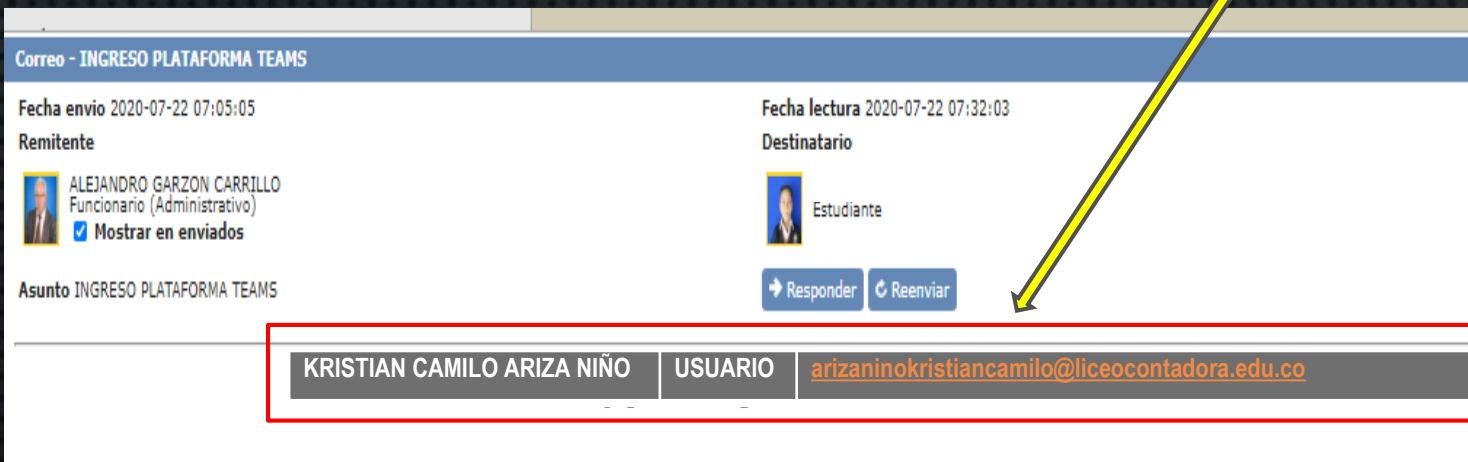 Correo - INGRESO PLATAFORMA TEAMS
Fecha envio 2020-07-22 07:05:05
Fecha lectura 2020-07-22 07:32:03
Remitente
Destinatario
ALEJANDRO GARZON CARRILLO
Funcionario (Administrativo)
Mostrar en enviados
Estudiante
Asunto INGRESO PLATAFORMA TEAMS
Responder Reenviar
KRISTIAN CAMILO ARIZA NIÑO USUARIO arizaninokristiancamilo@liceocontadora.edu.co